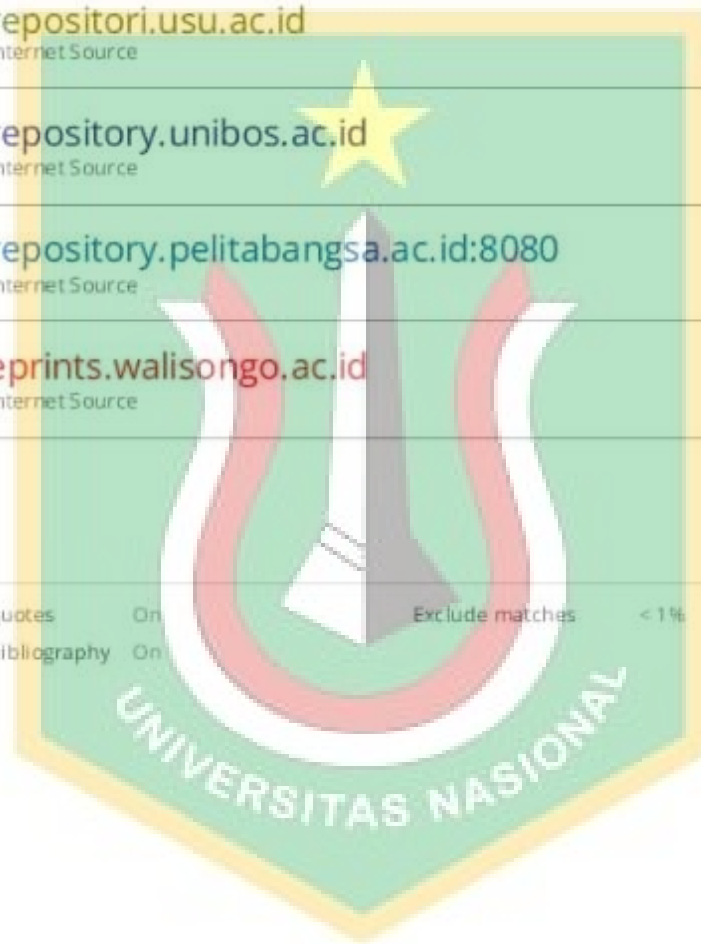 epositori.usu.ac.id
nternet Source
epository.unibos.ac.id
nternet Source
epository.pelitabangsa.ac.id:8080
nternet Source
eprints.walisongo.ac.id
nternet Source
uotes On Exclude matches < 1%
ibliography On
UNIVERSITAS NASIONAL